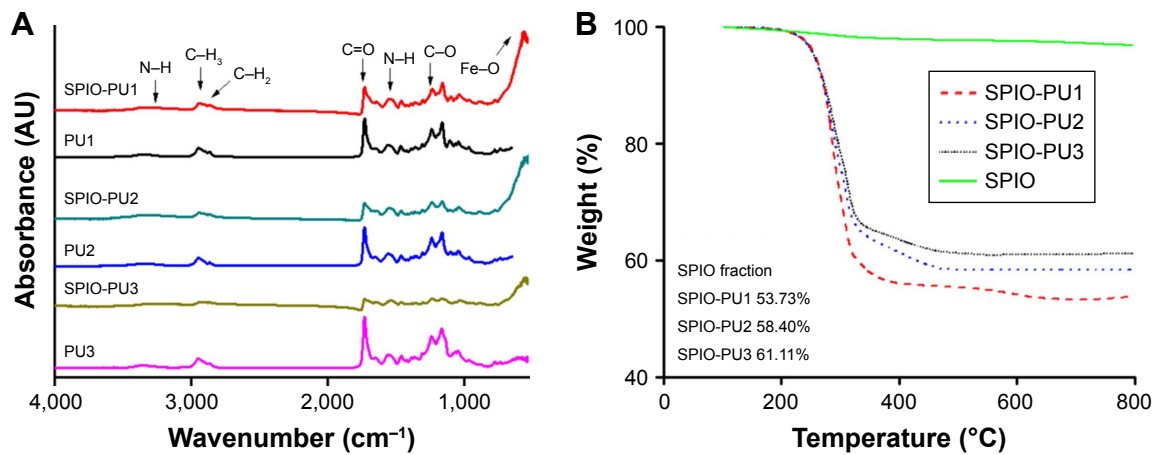 A
Absorbance (AU)
N–H
C–H₃
C–H₂
C=O
N–H
C–O
Fe–O
SPIO-PU1
PU1
SPIO-PU2
PU2
SPIO-PU3
PU3
4,000
3,000
2,000
1,000
Wavenumber (cm⁻¹)
B
Weight (%)
100
80
60
40
SPIO-PU1
SPIO-PU2
SPIO-PU3
SPIO
SPIO fraction
SPIO-PU1 53.73%
SPIO-PU2 58.40%
SPIO-PU3 61.11%
0
200
400
600
800
Temperature (°C)